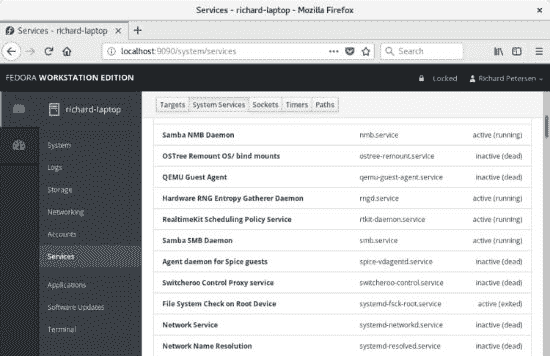 Services - richard-laptop - Mozilla Firefox
Services - richard-laptop
localhost:9090/system/services
Search
FEDORA WORKSTATION EDITION
Locked
Richard Petersen
richard-laptop
System
Logs
Storage
Networking
Accounts
Services
Applications
Software Updates
Terminal
Targets System Services Sockets Timers Paths
Samba NMB Daemon nmb.service active (running)
OSTree Remount OS/ bind mounts ostree-remount.service inactive (dead)
QEMU Guest Agent qemu-guest-agent.service inactive (dead)
Hardware RNG Entropy Gatherer Daemon rngd.service active (running)
RealtimeKit Scheduling Policy Service rtkit-daemon.service active (running)
Samba SMB Daemon smb.service active (running)
Agent daemon for Spice guests spice-vdagentd.service inactive (dead)
Switcheroo Control Proxy service switcheroo-control.service inactive (dead)
File System Check on Root Device systemd-fsck-root.service active (exited)
Network Service systemd-networkd.service inactive (dead)
Network Name Resolution systemd-resolved.service inactive (dead)